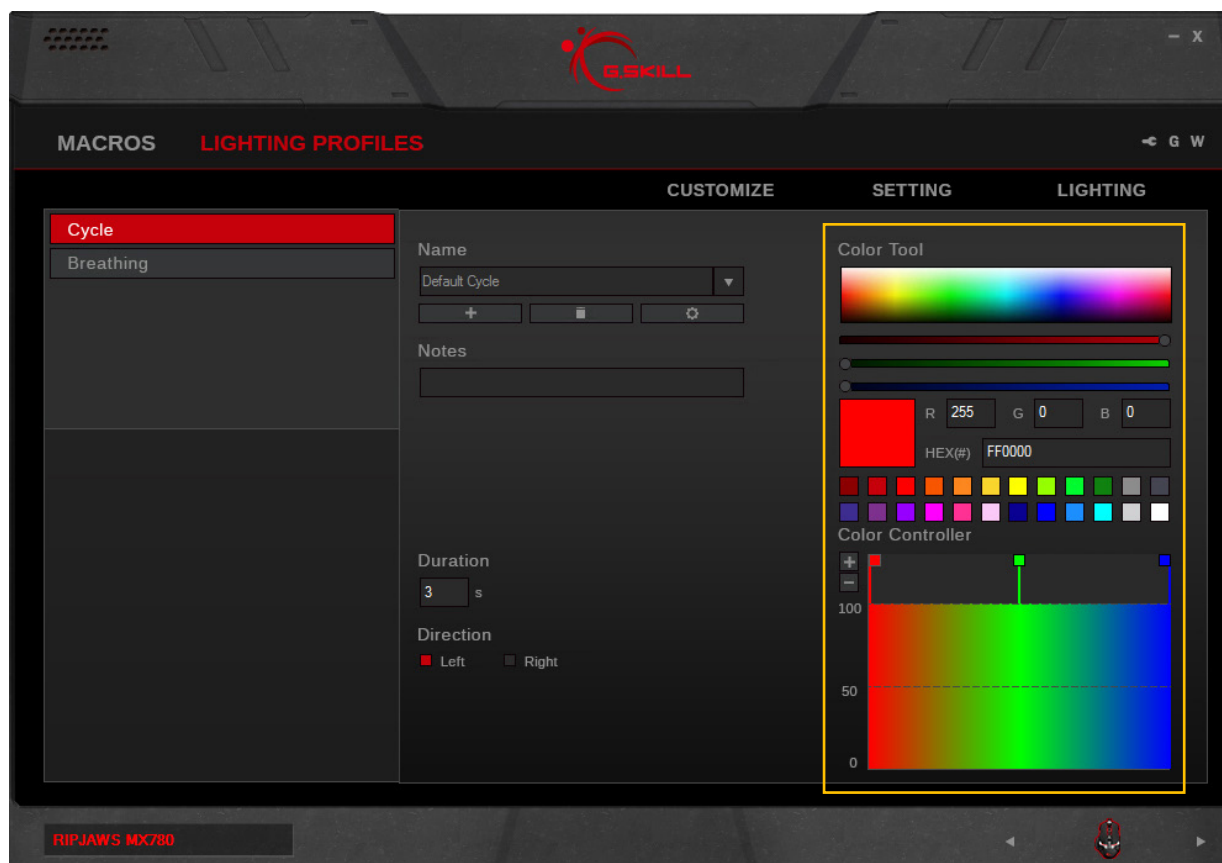 G.SKILL
− X
MACROS LIGHTING PROFILES
G W
CUSTOMIZE SETTING LIGHTING
Cycle
Breathing
Name
Default Cycle
Notes
Duration
3 s
Direction
Left Right
Color Tool
R 255 G 0 B 0
HEX(#) FF0000
Color Controller
100
50
0
RIPJAWS MX780